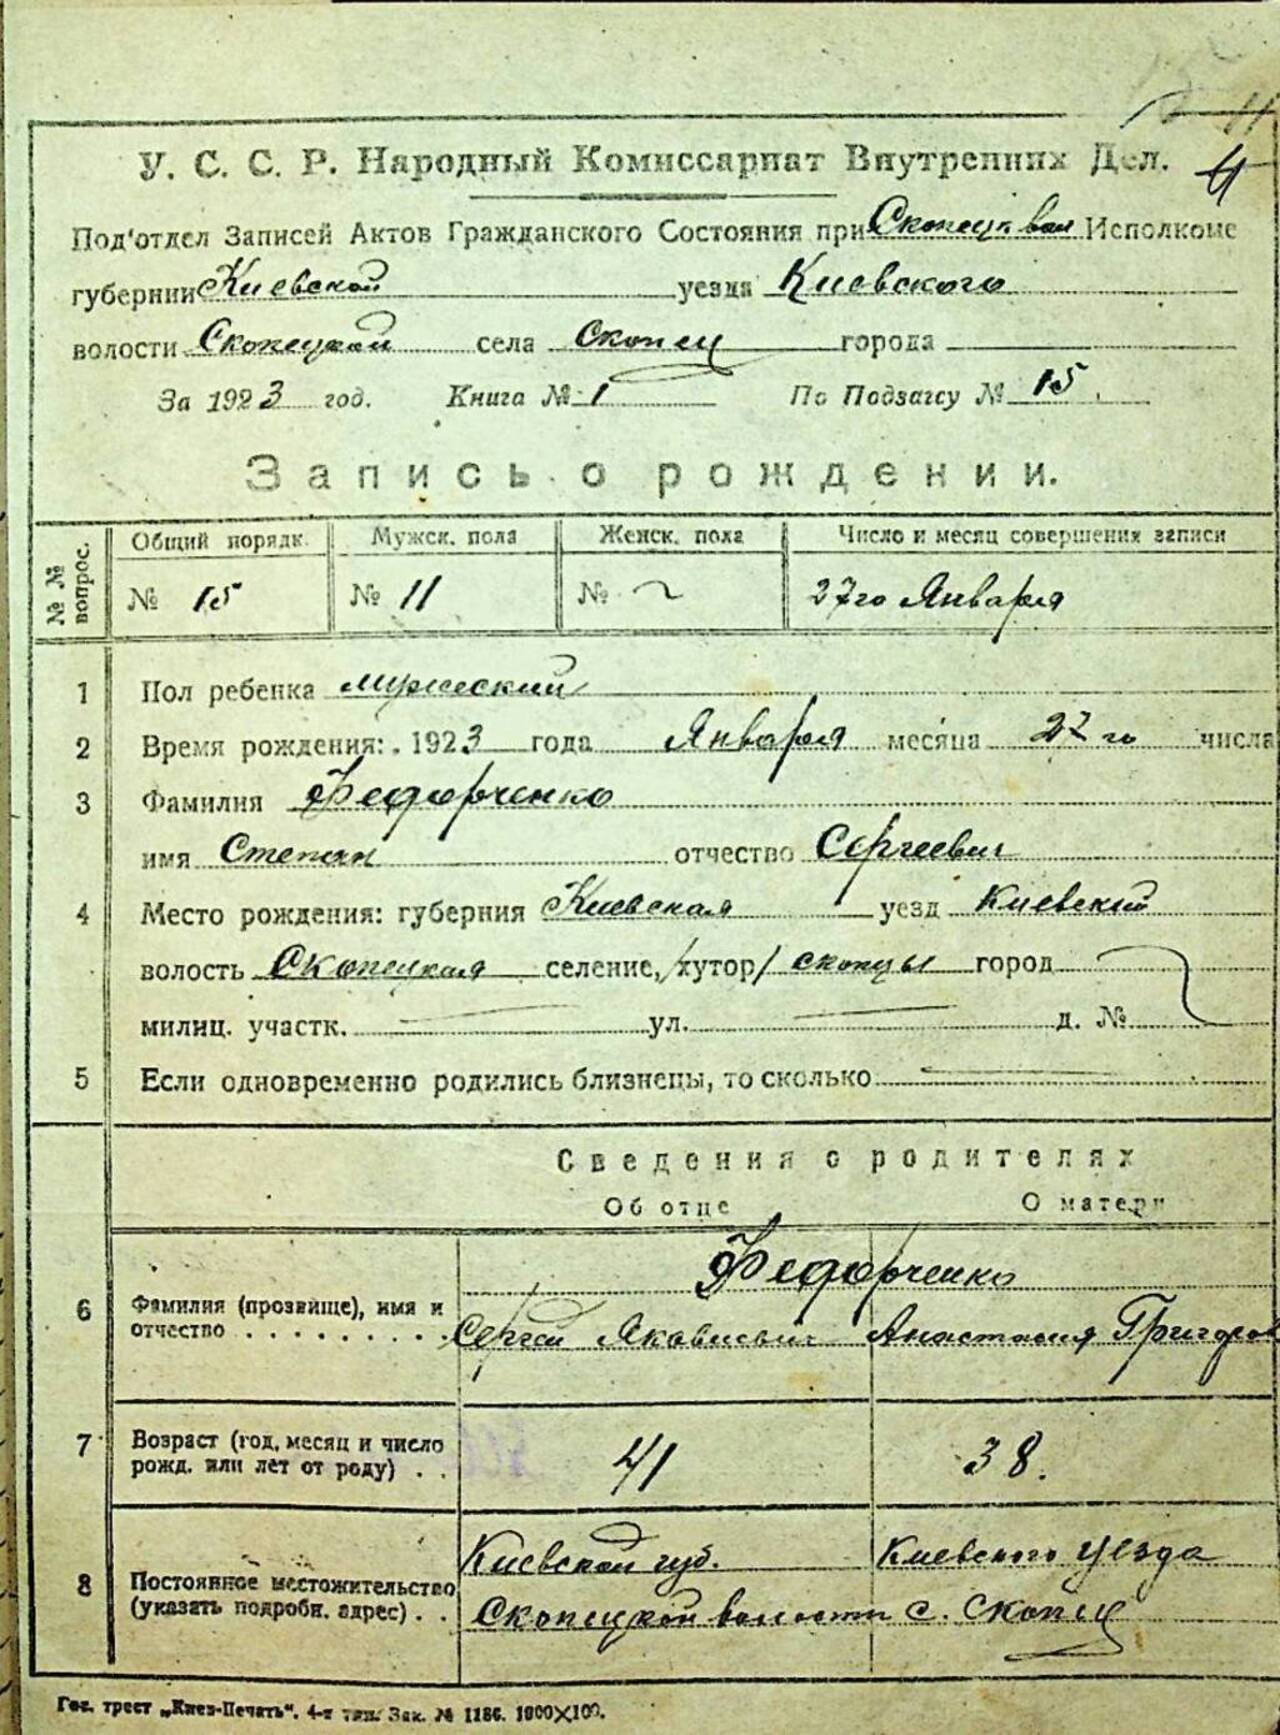 У. С. С. Р. Народный Комиссариат Внутренних Дел.
Под'отдел Записей Актов Гражданского Состояния при Скопецк вол Исполкоме
губернии Киевской уезда Киевского
волости Скопецкой села Скопец города
За 1923 год. Книга № 1 По Подзагсу № 15.
Запись о рождении.
№ № вопрос. Общий порядк. Мужск. пола Женск. пола Число и месяц совершения записи
№ 15 № 11 № 27го Января
1 Пол ребенка мужеский
2 Время рождения: 1923 года Января месяца 27го числа
3 Фамилия Федорченко
имя Степан отчество Сергеевич
4 Место рождения: губерния Киевская уезд Киевский
волость Скопецкая селение, /хутор/ скопцы город
милиц. участк. ул. д. №
5 Если одновременно родились близнецы, то сколько
Сведения о родителях
Об отце О матери
Федорченко
6 Фамилия (прозвище), имя и
отчество . . . . . . . . . Сергей Яковлевич Анастасия Григоров
7 Возраст (год, месяц и число
рожд. или лет от роду) . . 41 38.
Киевской губ. Киевского уезда
8 Постоянное местожительство
(указать подробн. адрес) . . Скопецкой волости с. Скопец
Гос. трест „Киев-Печать“. 4-я тип. Зак. № 1186. 1000×100.